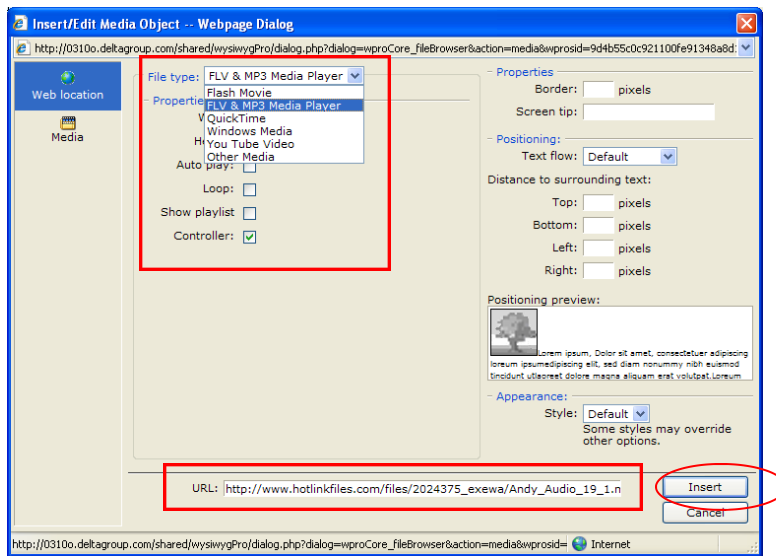 Insert/Edit Media Object -- Webpage Dialog
http://0310o.deltagroup.com/shared/wysiwygPro/dialog.php?dialog=wproCore_fileBrowser&action=media&wprosid=9d4b55c0c921100fe91348a8d:
Web location
Media
File type: FLV & MP3 Media Player
Flash Movie
FLV & MP3 Media Player
QuickTime
Windows Media
You Tube Video
Other Media
Propertie
W
He
Auto play:
Loop:
Show playlist
Controller:
Properties
Border: pixels
Screen tip:
Positioning:
Text flow: Default
Distance to surrounding text:
Top: pixels
Bottom: pixels
Left: pixels
Right: pixels
Positioning preview:
Lorem ipsum, Dolor sit amet, consectetuer adipiscing
loreum ipsumedipiscing elit, sed diam nonummy nibh euismod
tincidunt utlaoreet dolore magna aliquam erat volutpat.Loreum
Appearance:
Style: Default
Some styles may override
other options.
URL: http://www.hotlinkfiles.com/files/2024375_exewa/Andy_Audio_19_1.n
Insert
Cancel
http://0310o.deltagroup.com/shared/wysiwygPro/dialog.php?dialog=wproCore_fileBrowser&action=media&wprosid= Internet